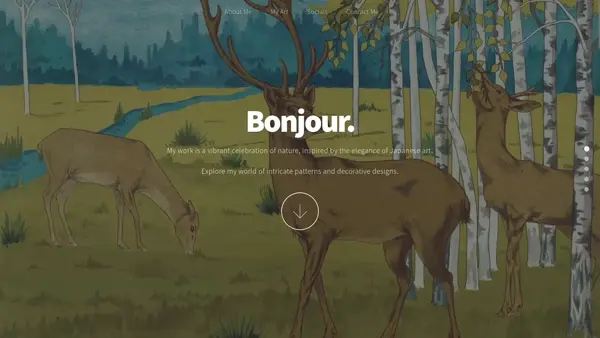 About Me My Art Socials Contact Me
Bonjour.
My work is a vibrant celebration of nature, inspired by the elegance of Japanese art.
Explore my world of intricate patterns and decorative designs.